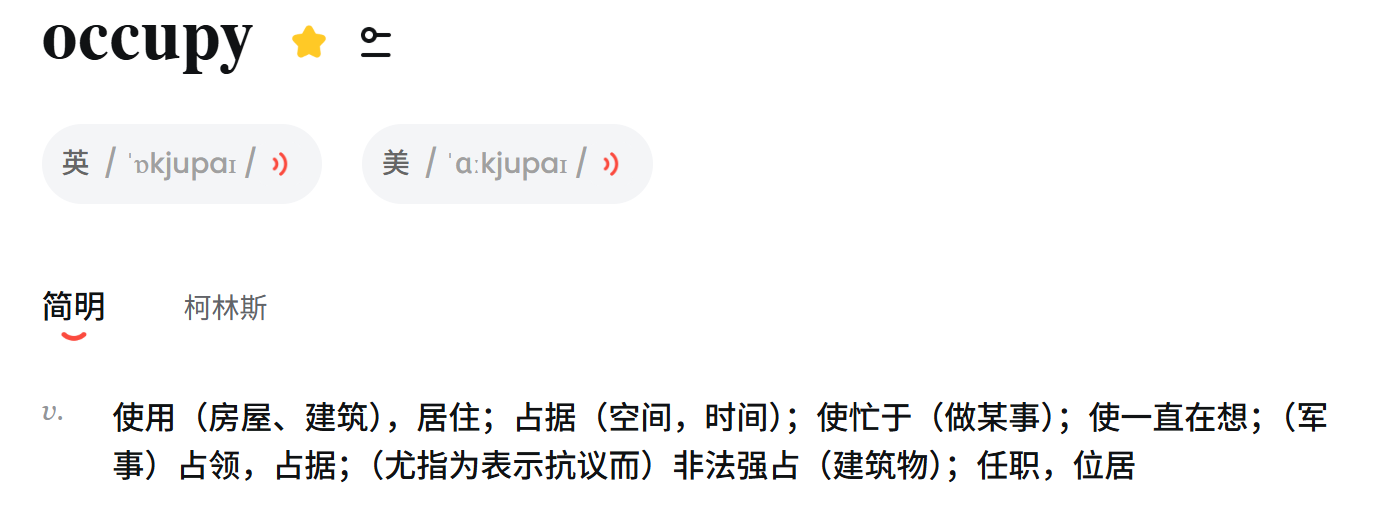 occupy
英 / ˈɒkjupaɪ / 美 / ˈɑːkjupaɪ /
简明 柯林斯
v. 使用（房屋、建筑），居住；占据（空间，时间）；使忙于（做某事）；使一直在想；（军
事）占领，占据；（尤指为表示抗议而）非法强占（建筑物）；任职，位居